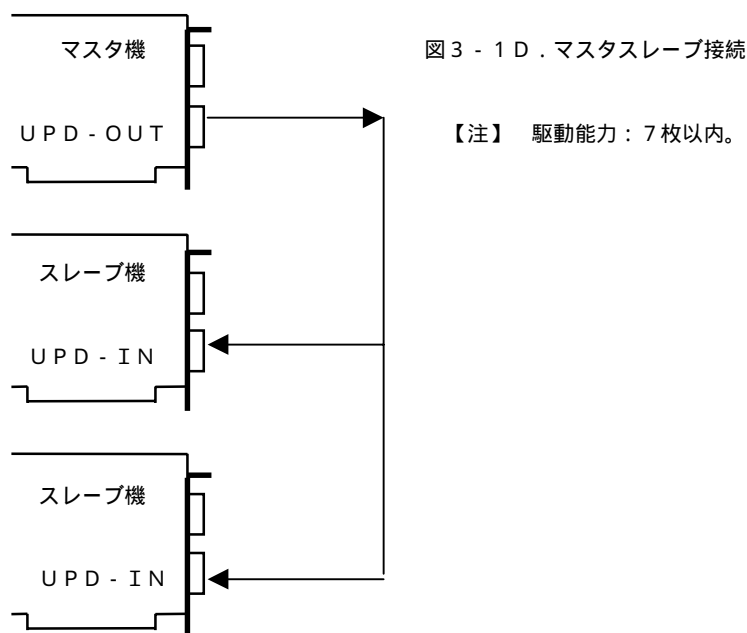 マスタ機
図３‐１Ｄ．マスタスレーブ接続
ＵＰＤ‐ＯＵＴ
【注】　駆動能力：７枚以内。
スレーブ機
ＵＰＤ‐ＩＮ
スレーブ機
ＵＰＤ‐ＩＮ